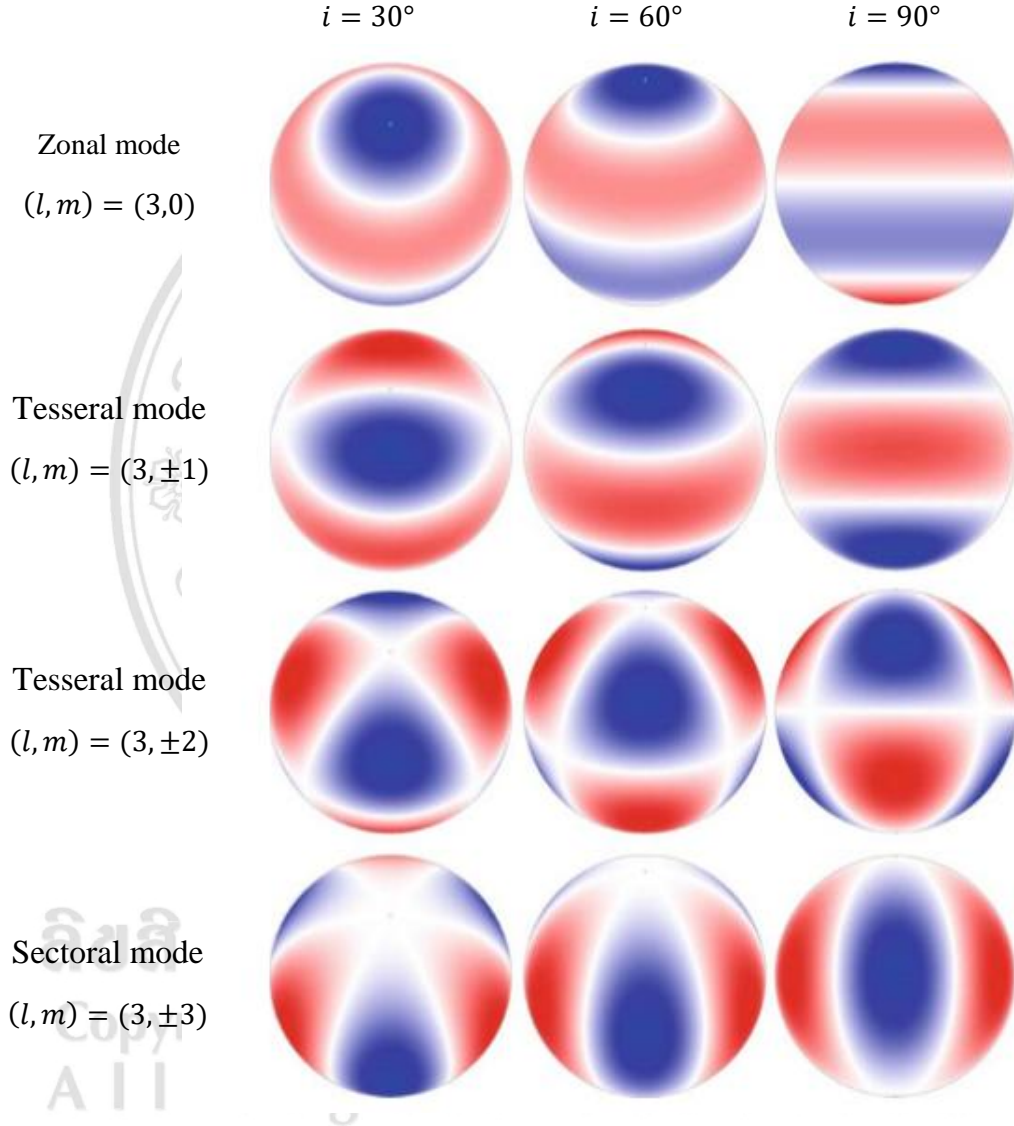 i = 30°
i = 60°
i = 90°
Zonal mode
(l, m) = (3,0)
Tesseral mode
(l, m) = (3, ±1)
Tesseral mode
(l, m) = (3, ±2)
Sectoral mode
(l, m) = (3, ±3)
A l l